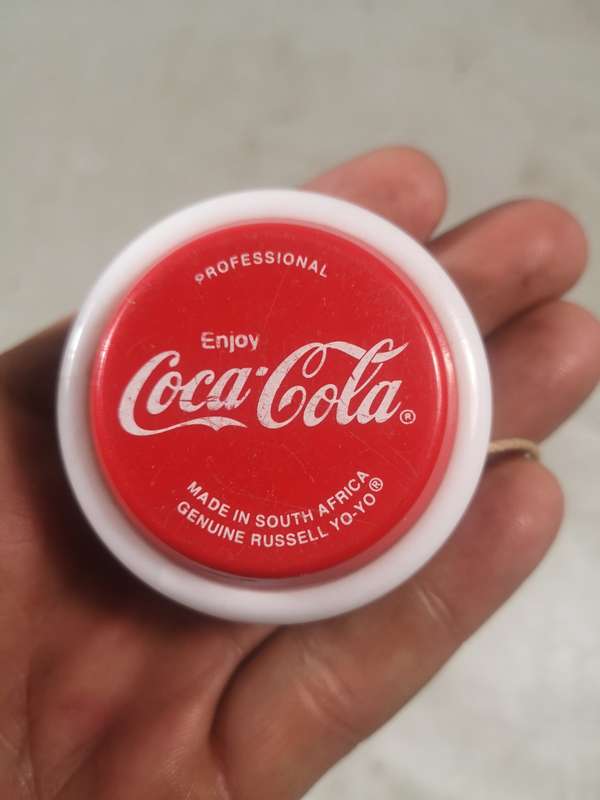 PROFESSIONAL
Enjoy
Coca-Cola®
MADE IN SOUTH AFRICA
GENUINE RUSSELL YO-YO®